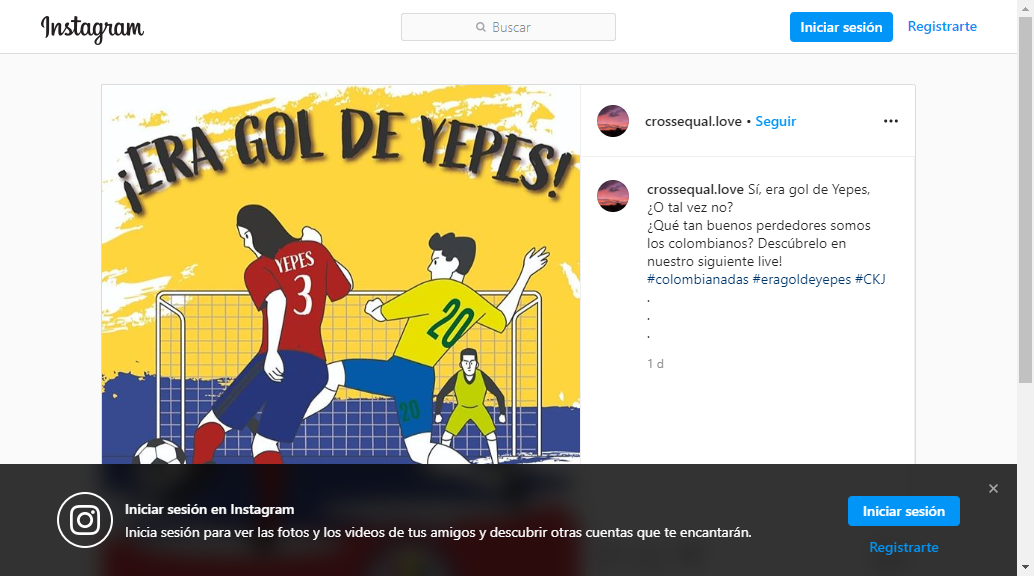 Instagram
Buscar
Iniciar sesión
Registrarte
¡ERA GOL DE YEPES!
YEPES
3
20
20
crossequal.love • Seguir
crossequal.love Sí, era gol de Yepes,
¿O tal vez no?
¿Qué tan buenos perdedores somos
los colombianos? Descúbrelo en
nuestro siguiente live!
#colombianadas #eragoldeyepes #CKJ
.
.
.
1 d
Iniciar sesión en Instagram
Inicia sesión para ver las fotos y los videos de tus amigos y descubrir otras cuentas que te encantarán.
Iniciar sesión
Registrarte